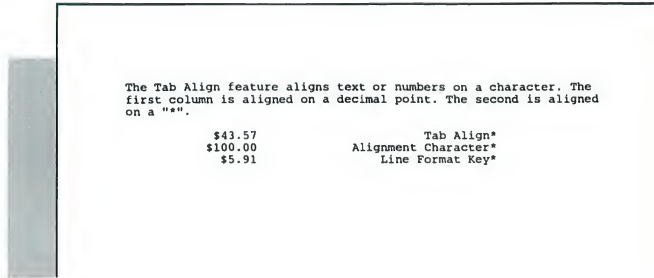 The Tab Align feature aligns text or numbers on a character. The
first column is aligned on a decimal point. The second is aligned
on a "*".
$43.57 Tab Align*
$100.00 Alignment Character*
$5.91 Line Format Key*